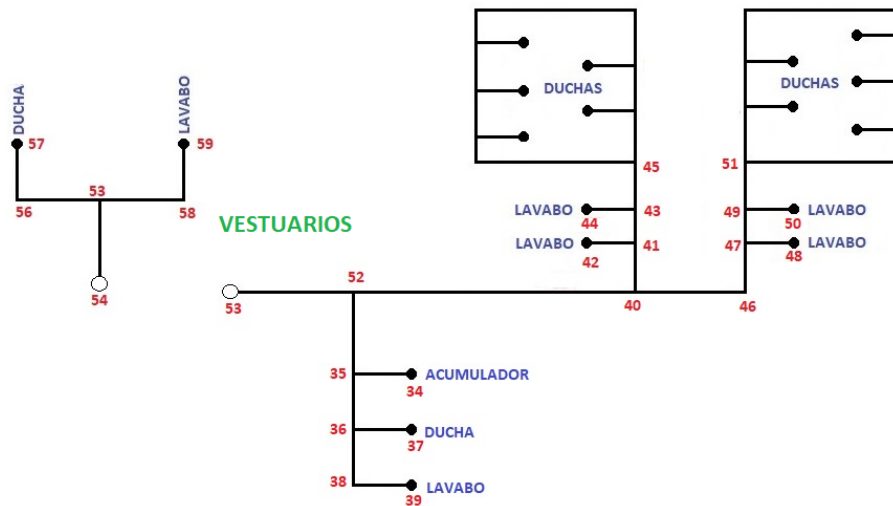 DUCHA
57
LAVABO
59
53
56
58
54
VESTUARIOS
DUCHAS
DUCHAS
45
51
LAVABO
44
43
49
50
LAVABO
LAVABO
42
41
47
48
LAVABO
52
53
40
46
35
34
ACUMULADOR
36
37
DUCHA
38
39
LAVABO